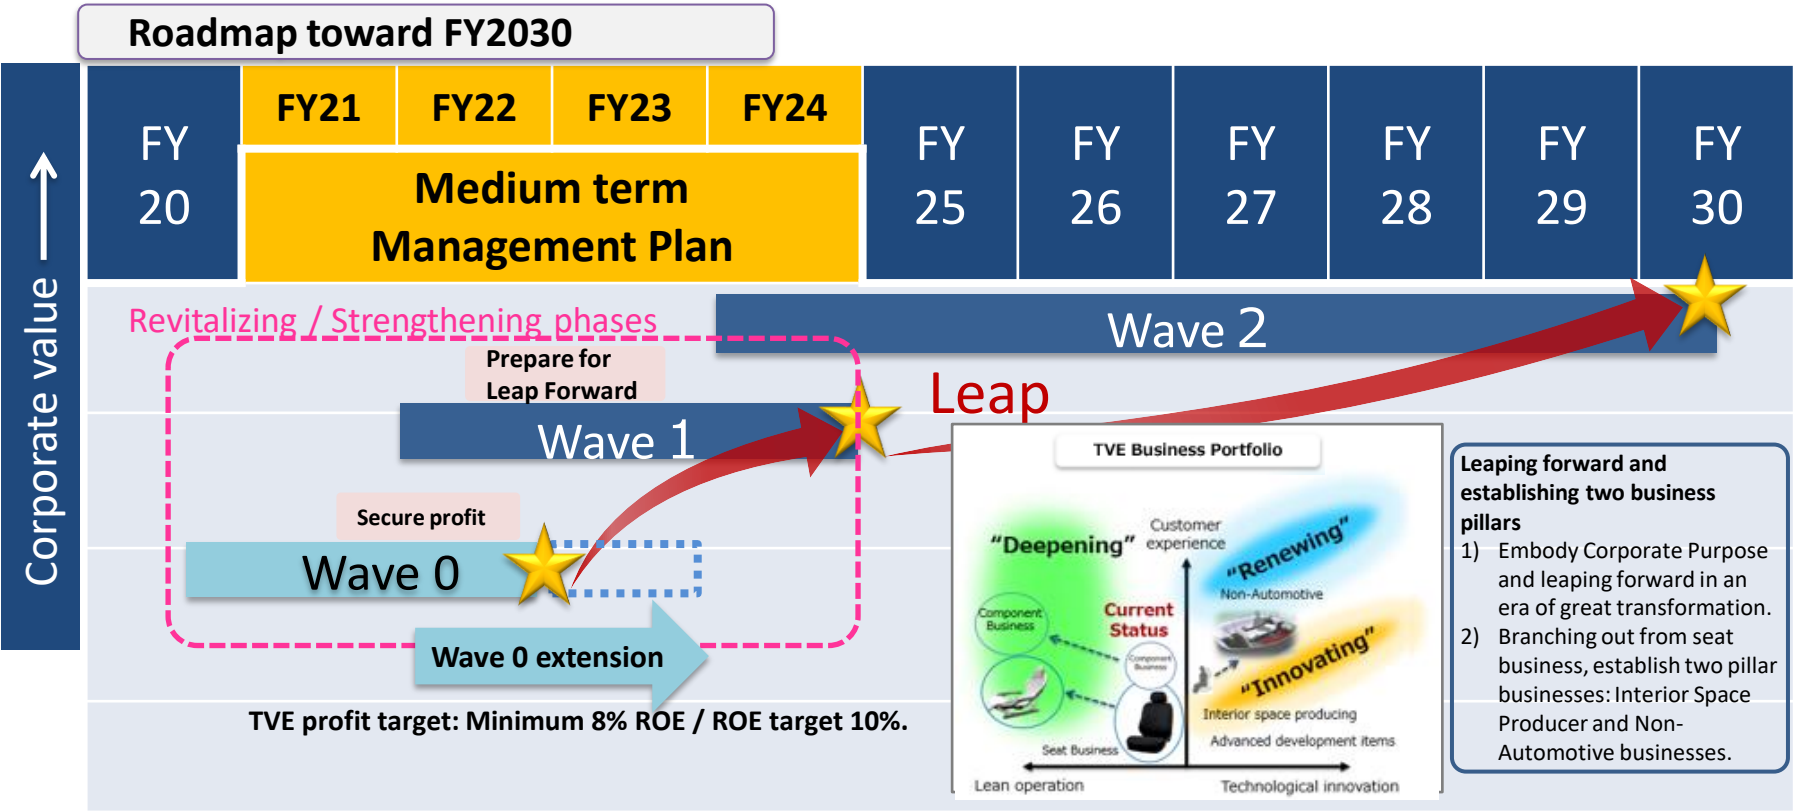 Roadmap toward FY2030
Corporate value
FY
20
FY21
FY22
FY23
FY24
Medium term
Management Plan
FY
25
FY
26
FY
27
FY
28
FY
29
FY
30
Revitalizing / Strengthening phases
Wave 2
Prepare for
Leap Forward
Wave 1
Leap
Secure profit
Wave 0
Wave 0 extension
TVE profit target: Minimum 8% ROE / ROE target 10%.
TVE Business Portfolio
"Deepening"
Customer
experience
"Renewing"
Non-Automotive
Component
Business
Current
Status
Component
Business
"Innovating"
Interior space producing
Advanced development items
Seat Business
Lean operation
Technological innovation
Leaping forward and
establishing two business
pillars
1) Embody Corporate Purpose
and leaping forward in an
era of great transformation.
2) Branching out from seat
business, establish two pillar
businesses: Interior Space
Producer and Non-
Automotive businesses.